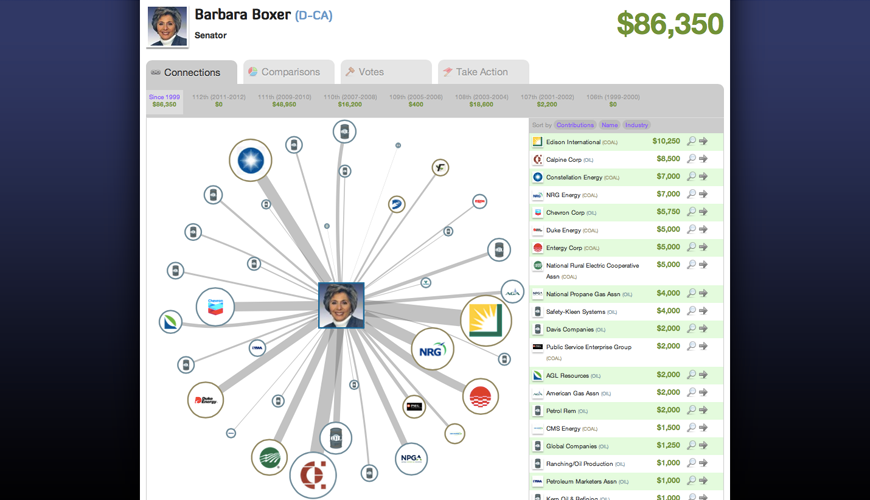 Barbara Boxer (D-CA)
Senator
$86,350
Connections
Comparisons
Votes
Take Action
Since 1999 112th (2011-2012) 111th (2009-2010) 110th (2007-2008) 109th (2005-2006) 108th (2003-2004) 107th (2001-2002) 106th (1999-2000)
$86,350 $0 $48,950 $16,200 $400 $18,600 $2,200 $0
Sort by Contributions Name Industry
Edison International (COAL) $10,250
Calpine Corp (OIL) $8,500
Constellation Energy (COAL) $7,000
NRG Energy (COAL) $7,000
Chevron Corp (OIL) $5,750
Duke Energy (COAL) $5,000
Entergy Corp (COAL) $5,000
National Rural Electric Cooperative $5,000
Assn (COAL)
National Propane Gas Assn (OIL) $4,000
Safety-Kleen Systems (OIL) $4,000
Davis Companies (OIL) $2,000
Public Service Enterprise Group $2,000
(COAL)
AGL Resources (OIL) $2,000
American Gas Assn (OIL) $2,000
Petrol Rem (OIL) $2,000
CMS Energy (COAL) $1,500
Global Companies (OIL) $1,250
Ranching/Oil Production (OIL) $1,000
Petroleum Marketers Assn (OIL) $1,000
Kern Oil & Refining (OIL) $1,000
Chevron
NRG
Duke Energy
NPGA